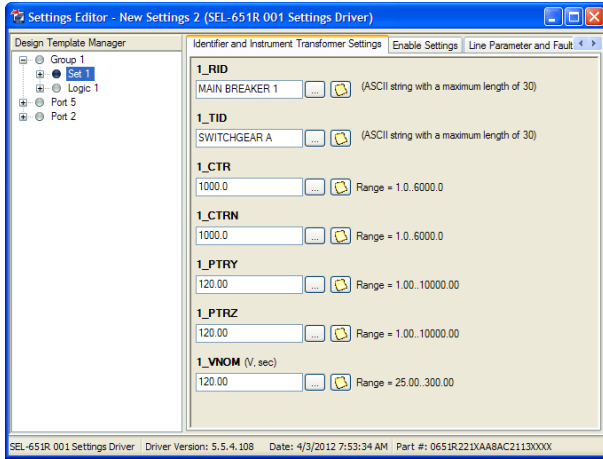 Settings Editor - New Settings 2 (SEL-651R 001 Settings Driver)
Design Template Manager
Group 1
Set 1
Logic 1
Port 5
Port 2
Identifier and Instrument Transformer Settings
Enable Settings
Line Parameter and Fault
1_RID
MAIN BREAKER 1
...
(ASCII string with a maximum length of 30)
1_TID
SWITCHGEAR A
...
(ASCII string with a maximum length of 30)
1_CTR
1000.0
...
Range = 1.0..6000.0
1_CTRN
1000.0
...
Range = 1.0..6000.0
1_PTRY
120.00
...
Range = 1.00..10000.00
1_PTRZ
120.00
...
Range = 1.00..10000.00
1_VNOM (V, sec)
120.00
...
Range = 25.00..300.00
SEL-651R 001 Settings Driver
Driver Version: 5.5.4.108
Date: 4/3/2012 7:53:34 AM
Part #: 0651R221XAA8AC2113XXXX